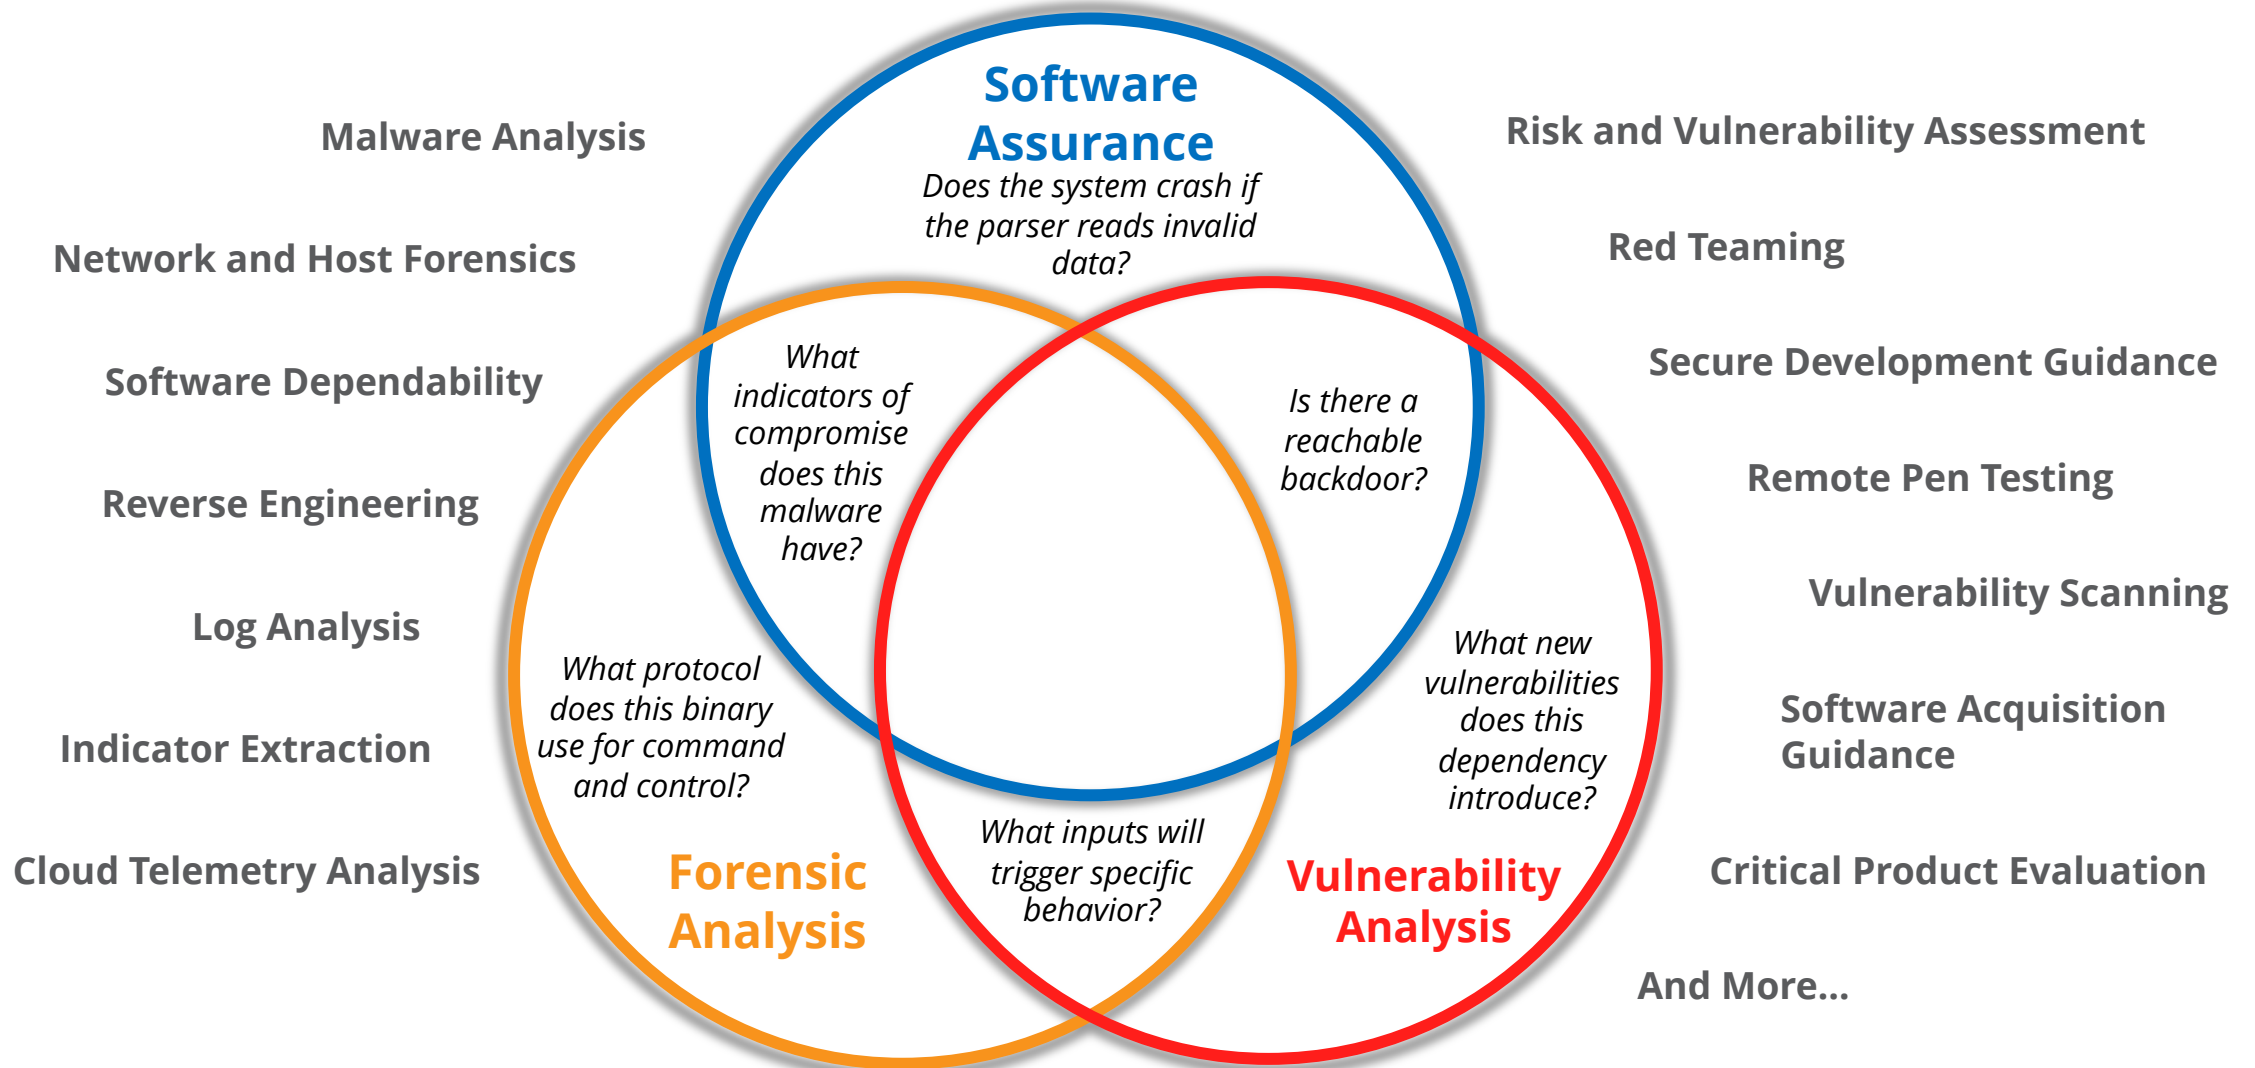 Software
Assurance
Does the system crash if
the parser reads invalid
data?
Malware Analysis
Network and Host Forensics
Software Dependability
Reverse Engineering
Log Analysis
Indicator Extraction
Cloud Telemetry Analysis
What
indicators of
compromise
does this
malware
have?
Is there a
reachable
backdoor?
What protocol
does this binary
use for command
and control?
Forensic
Analysis
What inputs will
trigger specific
behavior?
What new
vulnerabilities
does this
dependency
introduce?
Vulnerability
Analysis
Risk and Vulnerability Assessment
Red Teaming
Secure Development Guidance
Remote Pen Testing
Vulnerability Scanning
Software Acquisition
Guidance
Critical Product Evaluation
And More...